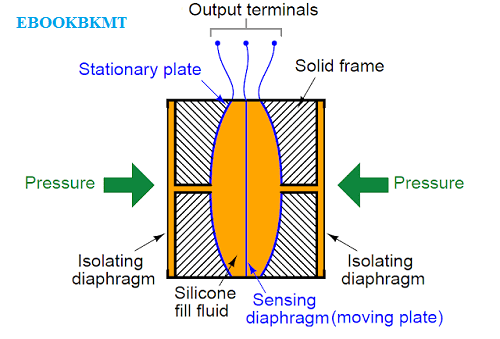 Output terminals
EBOOKBKMT
Stationary plate
Solid frame
Pressure
Pressure
Isolating
diaphragm
Isolating
diaphragm
Silicone
fill fluid
Sensing
diaphragm(moving plate)